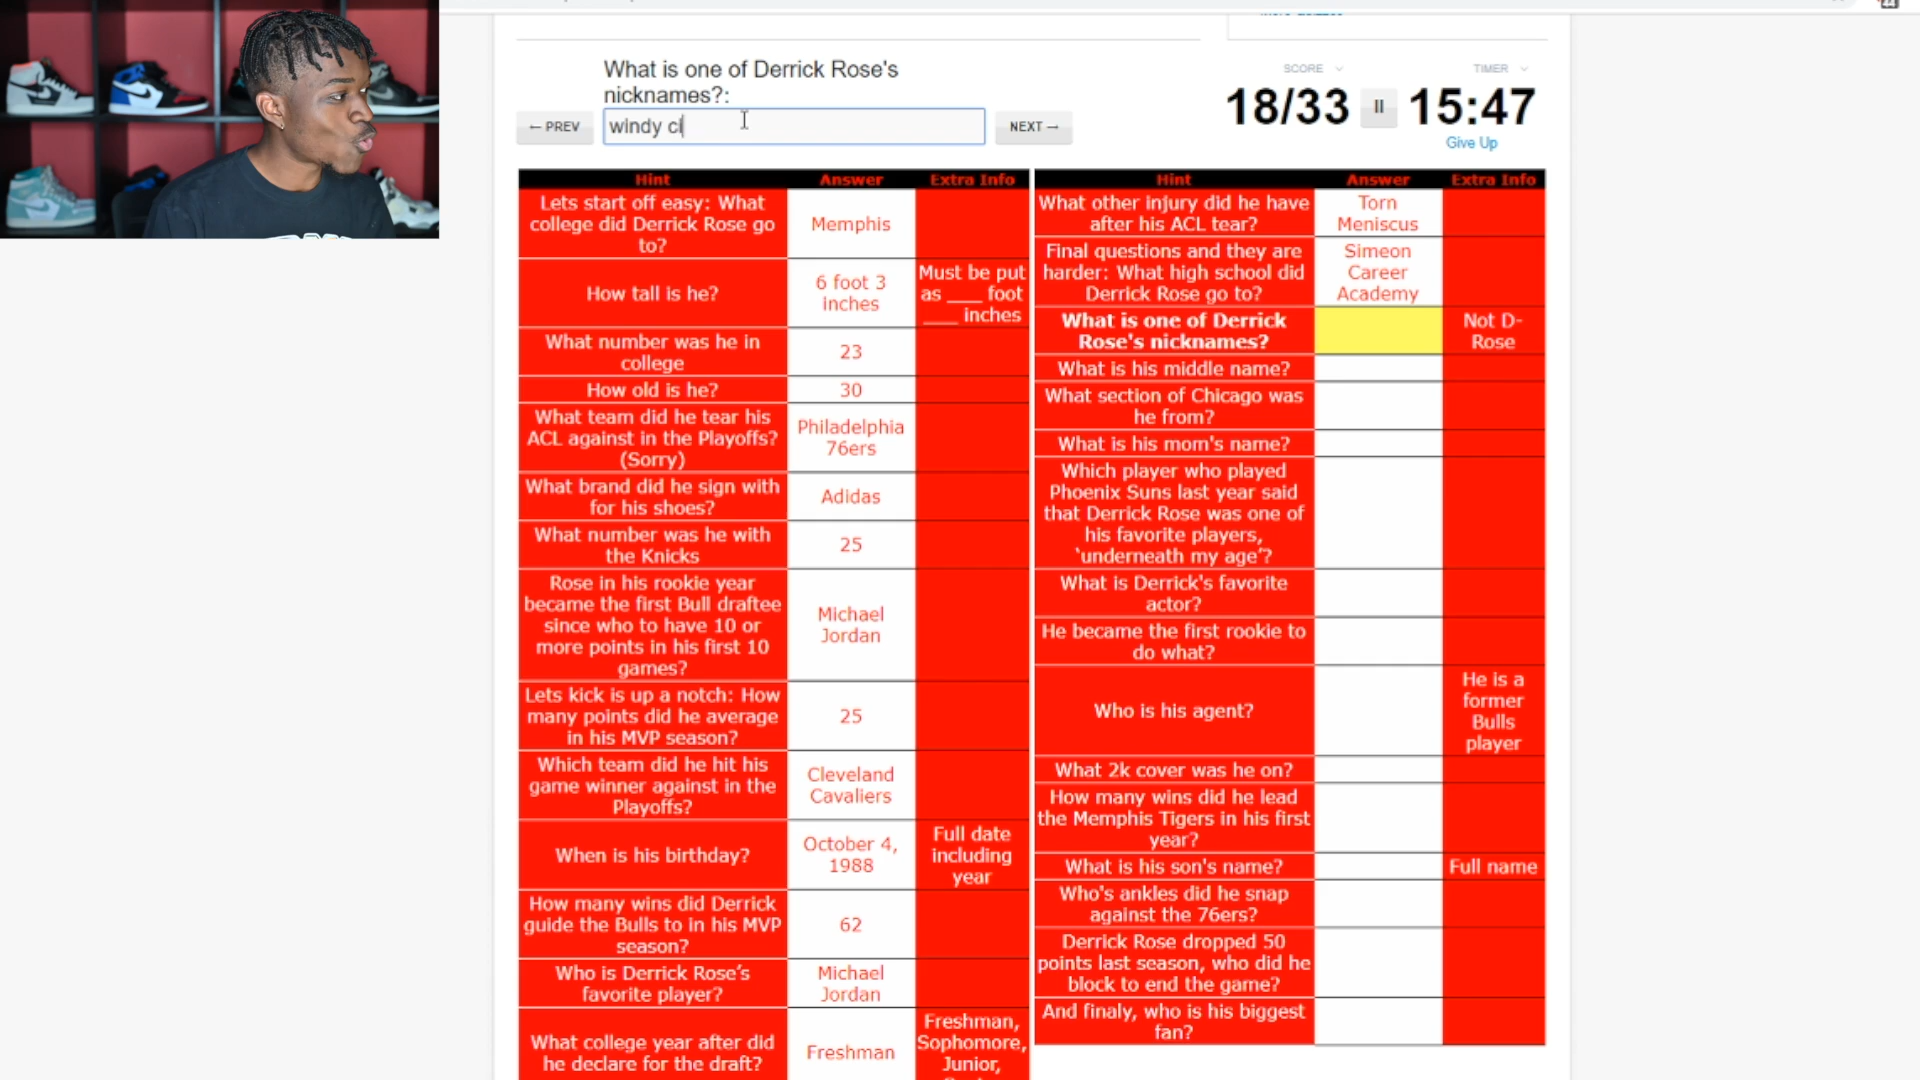 What is one of Derrick Rose's
nicknames?:
← PREV
windy ci
NEXT →
SCORE
18/33
TIMER
15:47
Give Up
Hint
Answer
Extra Info
Lets start off easy: What
college did Derrick Rose go
to?
Memphis
How tall is he?
6 foot 3
inches
Must be put
as ___ foot
___ inches
What number was he in
college
23
How old is he?
30
What team did he tear his
ACL against in the Playoffs?
(Sorry)
Philadelphia
76ers
What brand did he sign with
for his shoes?
Adidas
What number was he with
the Knicks
25
Rose in his rookie year
became the first Bull draftee
since who to have 10 or
more points in his first 10
games?
Michael
Jordan
Lets kick is up a notch: How
many points did he average
in his MVP season?
25
Which team did he hit his
game winner against in the
Playoffs?
Cleveland
Cavaliers
When is his birthday?
October 4,
1988
Full date
including
year
How many wins did Derrick
guide the Bulls to in his MVP
season?
62
Who is Derrick Rose's
favorite player?
Michael
Jordan
What college year after did
he declare for the draft?
Freshman
Freshman,
Sophomore,
Junior,
Hint
Answer
Extra Info
What other injury did he have
after his ACL tear?
Torn
Meniscus
Final questions and they are
harder: What high school did
Derrick Rose go to?
Simeon
Career
Academy
What is one of Derrick
Rose's nicknames?
Not D-
Rose
What is his middle name?
What section of Chicago was
he from?
What is his mom's name?
Which player who played
Phoenix Suns last year said
that Derrick Rose was one of
his favorite players,
'underneath my age'?
What is Derrick's favorite
actor?
He became the first rookie to
do what?
Who is his agent?
He is a
former
Bulls
player
What 2k cover was he on?
How many wins did he lead
the Memphis Tigers in his first
year?
What is his son's name?
Full name
Who's ankles did he snap
against the 76ers?
Derrick Rose dropped 50
points last season, who did he
block to end the game?
And finaly, who is his biggest
fan?